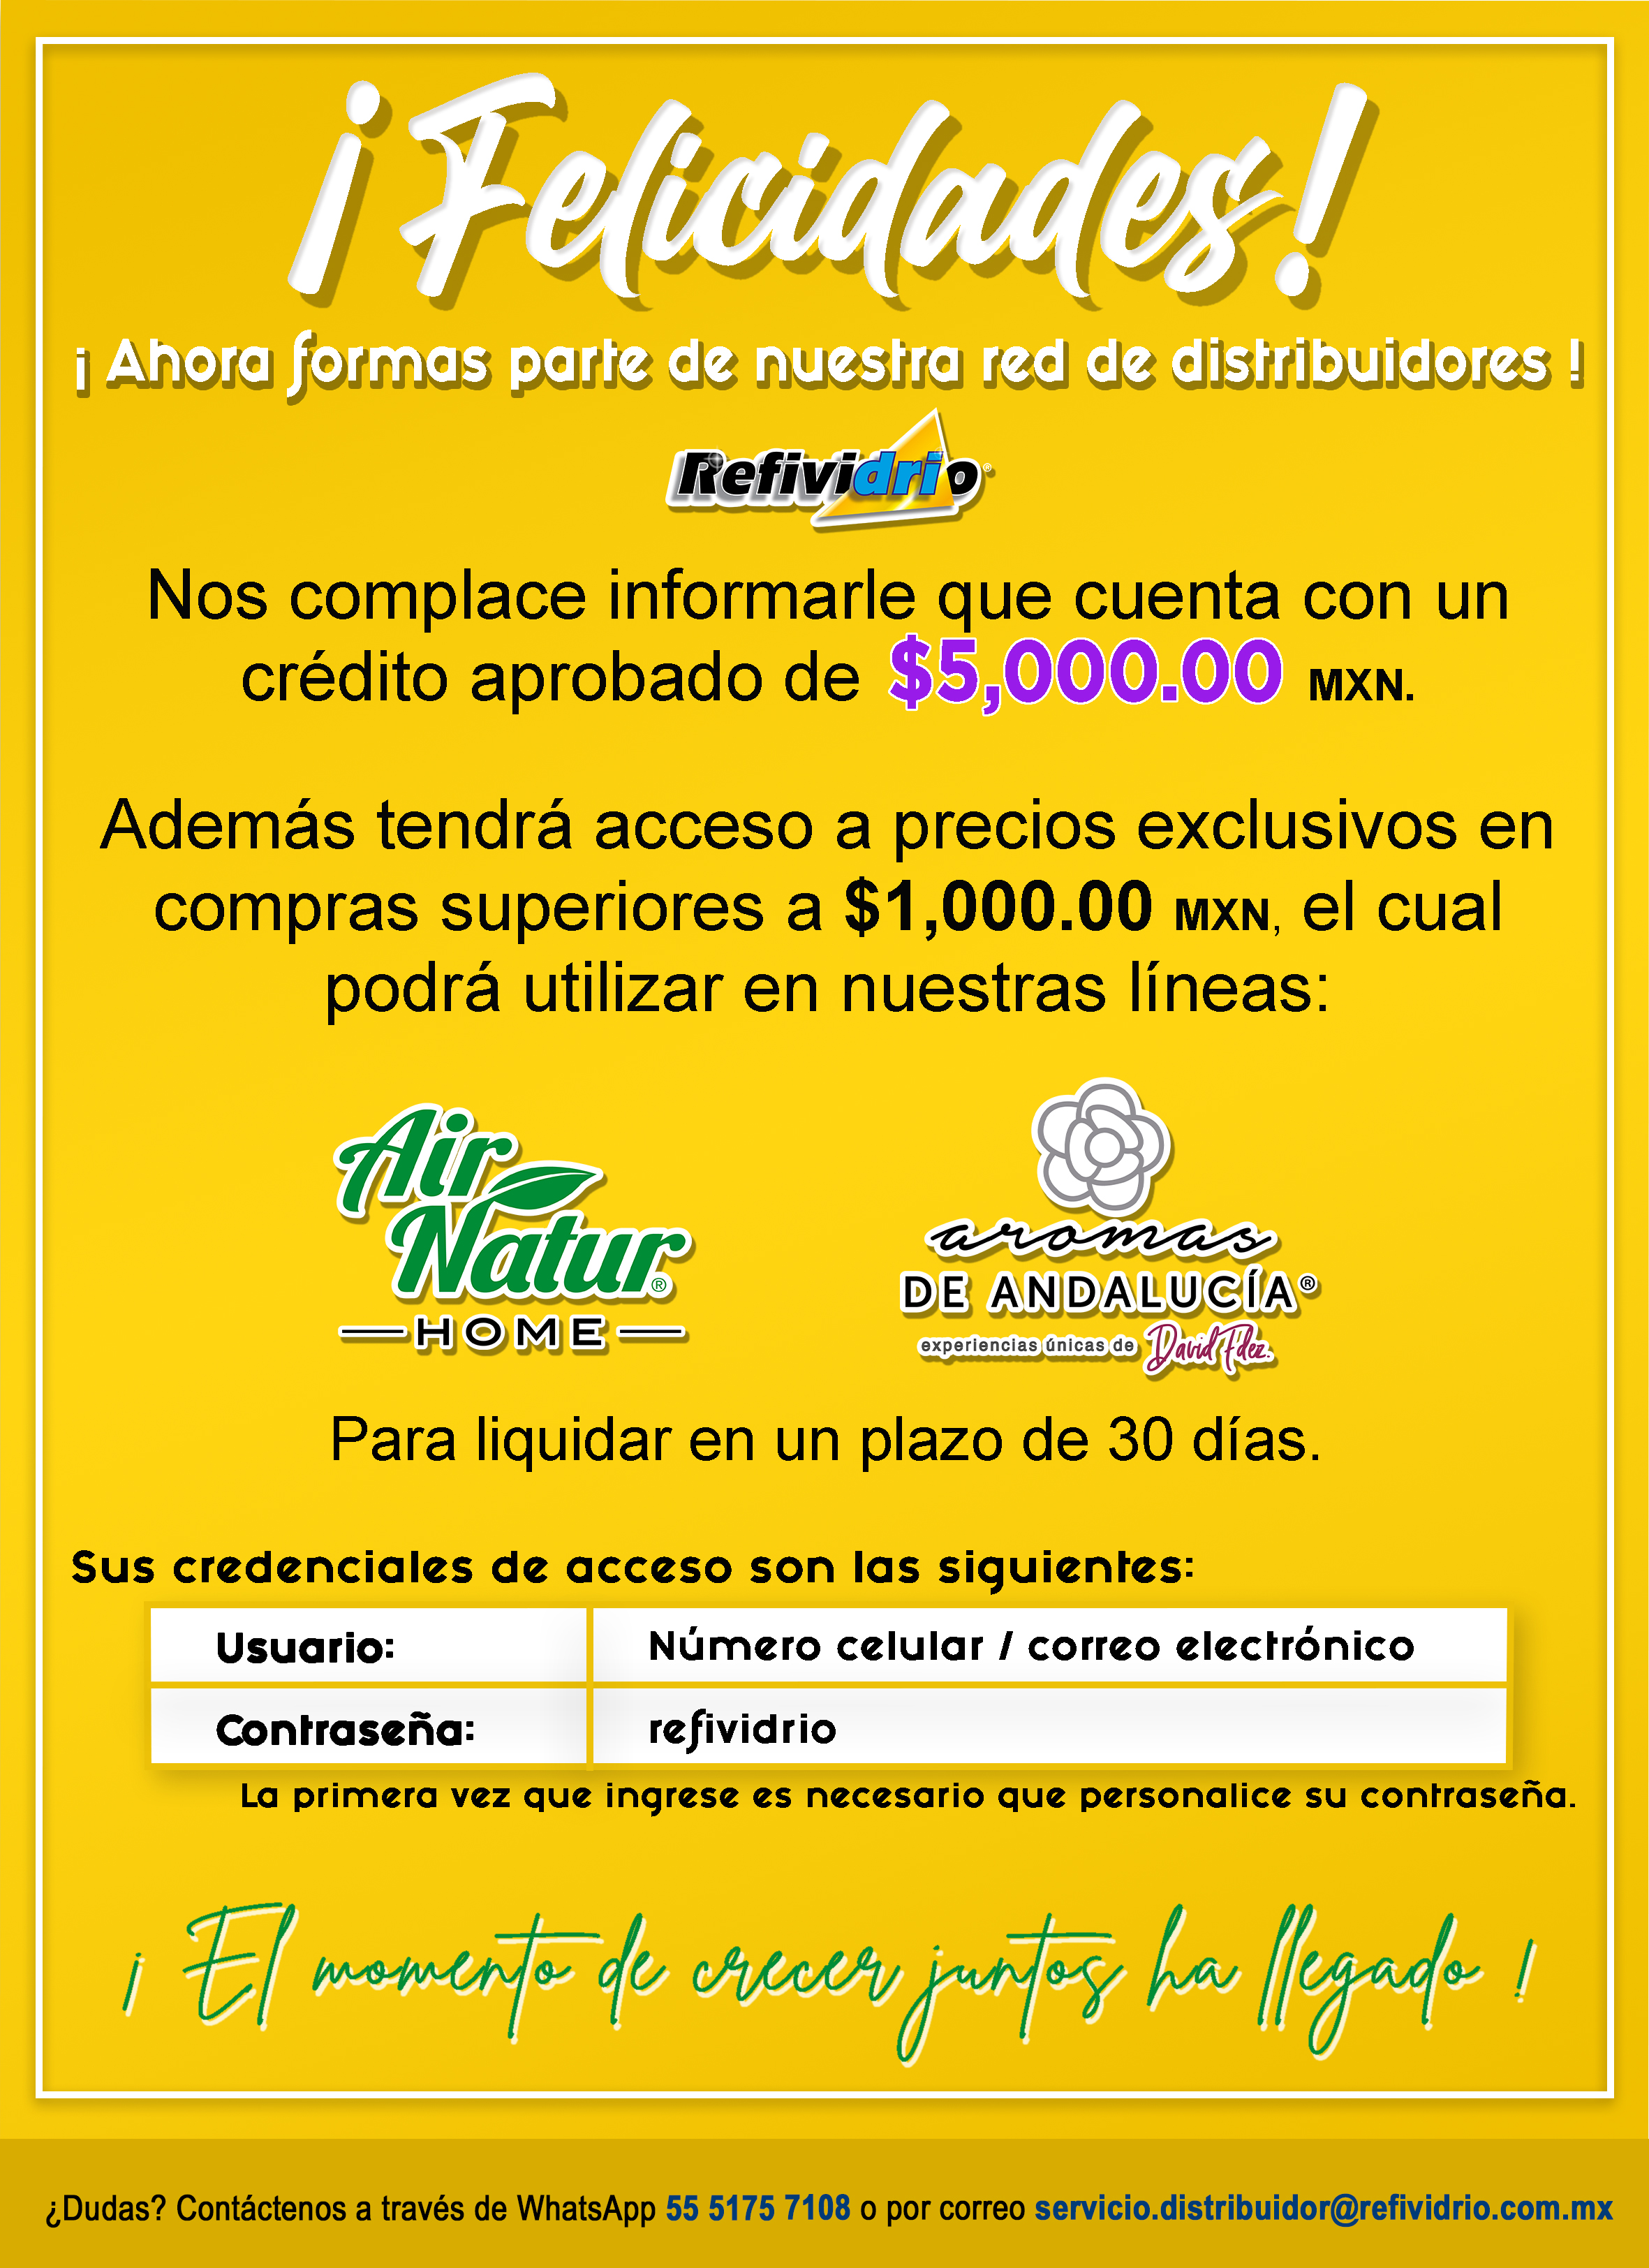 ¡Felicidades!
¡ Ahora formas parte de nuestra red de distribuidores !
Refividrio®
Nos complace informarle que cuenta con un
crédito aprobado de $5,000.00 MXN.
Además tendrá acceso a precios exclusivos en
compras superiores a $1,000.00 MXN, el cual
podrá utilizar en nuestras líneas:
Air
Natur®
HOME
aromas
DE ANDALUCÍA®
experiencias únicas de David Fdez.
Para liquidar en un plazo de 30 días.
Sus credenciales de acceso son las siguientes:
Usuario: Número celular / correo electrónico
Contraseña: refividrio
La primera vez que ingrese es necesario que personalice su contraseña.
¡ El momento de crecer juntos ha llegado !
¿Dudas? Contáctenos a través de WhatsApp 55 5175 7108 o por correo servicio.distribuidor@refividrio.com.mx